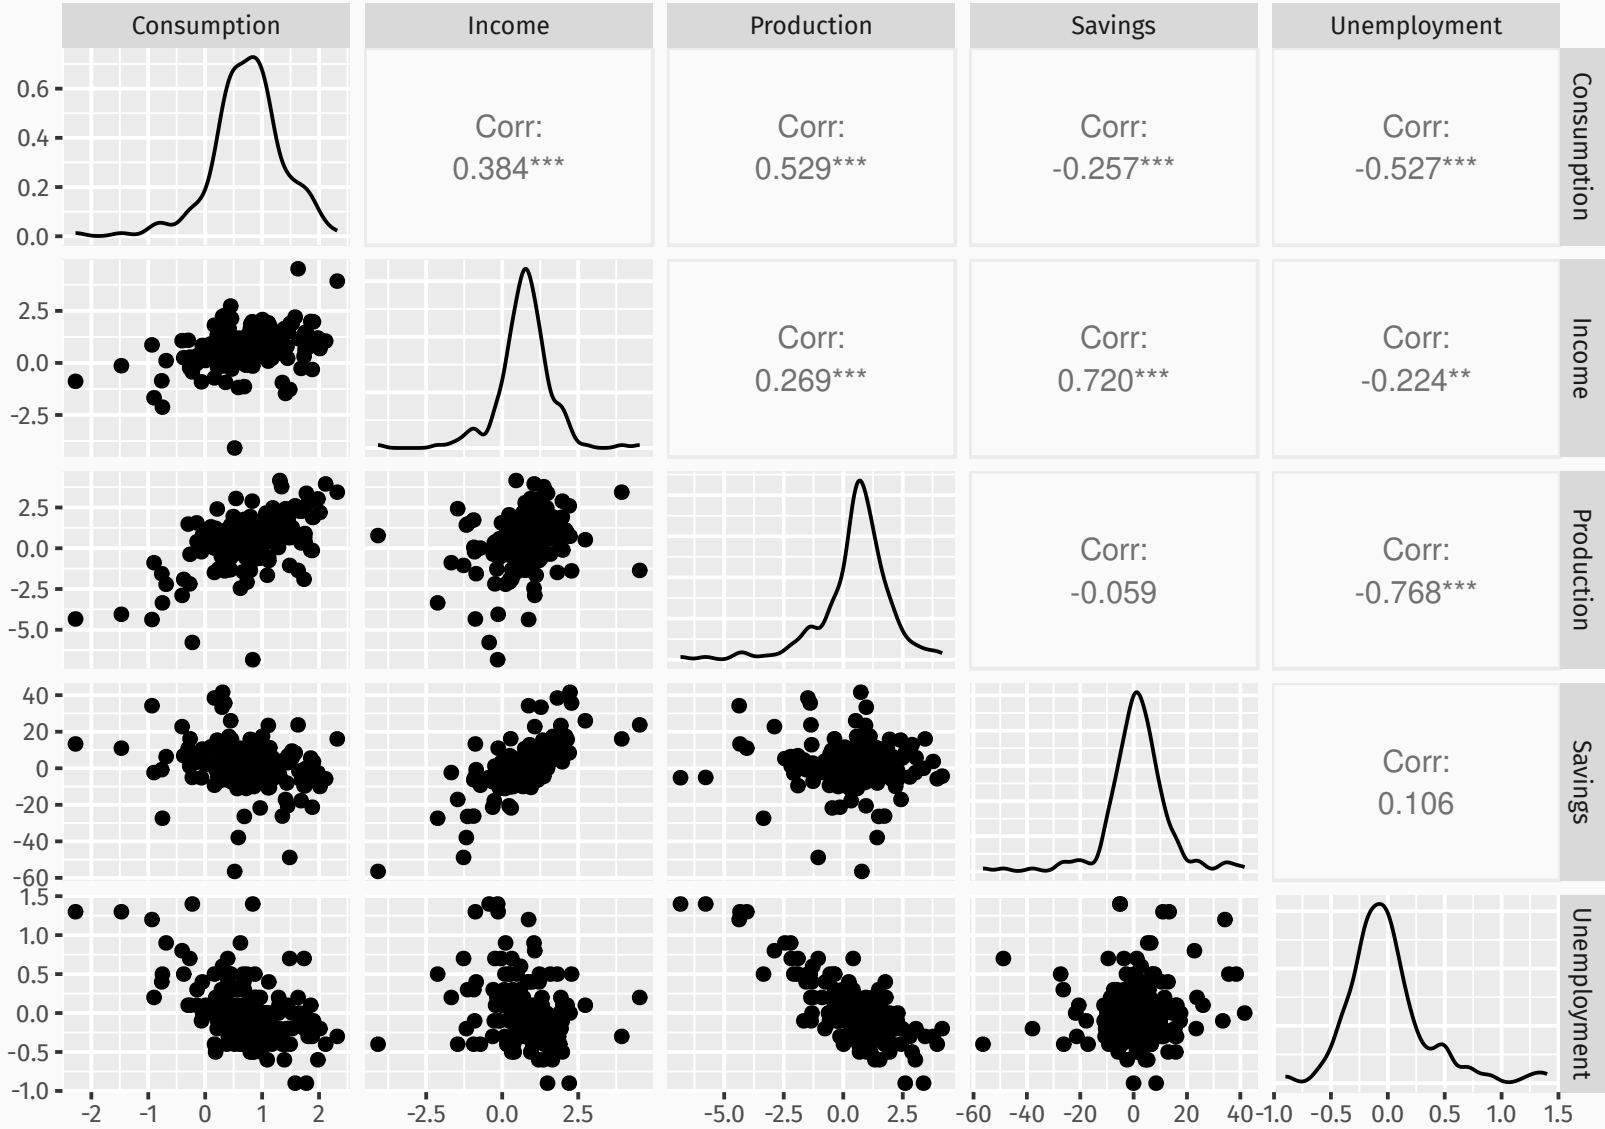 Consumption Income Production Savings Unemployment
0.6
0.4
0.2
0.0
Corr:
0.384***
Corr:
0.529***
Corr:
-0.257***
Corr:
-0.527***
Consumption
2.5
0.0
-2.5
Corr:
0.269***
Corr:
0.720***
Corr:
-0.224**
Income
2.5
0.0
-2.5
-5.0
Corr:
-0.059
Corr:
-0.768***
Production
40
20
0
-20
-40
-60
Corr:
0.106
Savings
1.5
1.0
0.5
0.0
-0.5
-1.0
Unemployment
-2 -1 0 1 2 -2.5 0.0 2.5 -5.0 -2.5 0.0 2.5 -60 -40 -20 0 20 40 -1.0 -0.5 0.0 0.5 1.0 1.5